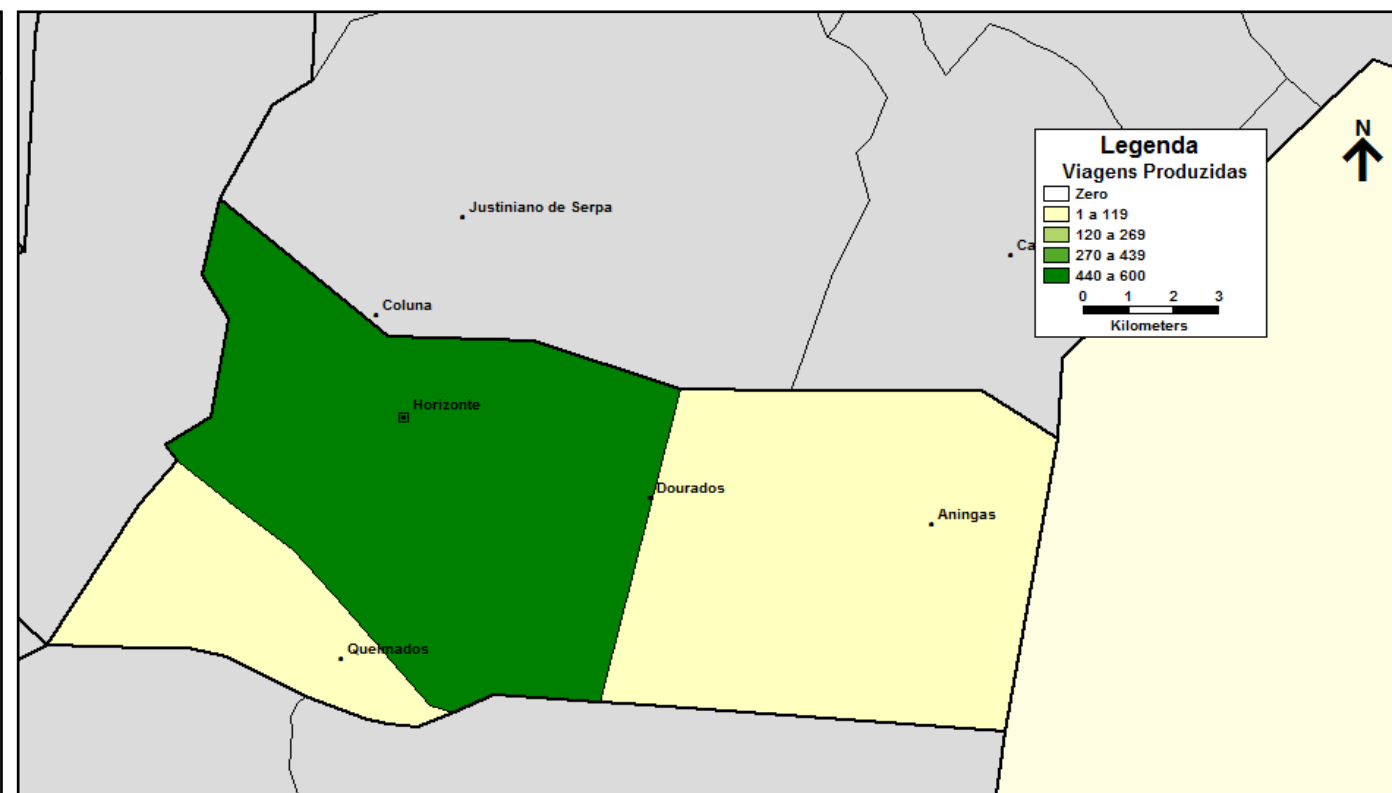 N
Legenda
Viagens Produzidas
Zero
1 a 119
120 a 269
270 a 439
440 a 600
0 1 2 3
Kilometers
Justiniano de Serpa
Ca
Coluna
Horizonte
Dourados
Aningas
Queimados